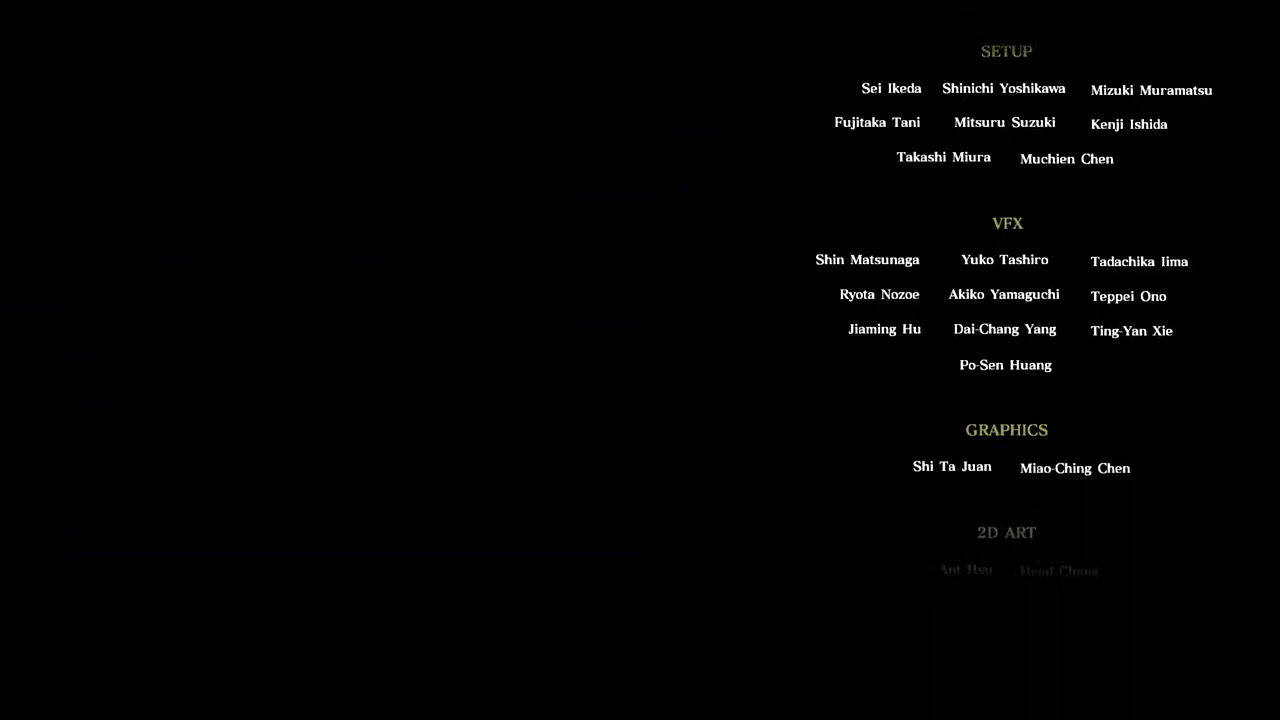 SETUP
Sei Ikeda Shinichi Yoshikawa Mizuki Muramatsu
Fujitaka Tani Mitsuru Suzuki Kenji Ishida
Takashi Miura Muchien Chen
VFX
Shin Matsunaga Yuko Tashiro Tadachika Iima
Ryota Nozoe Akiko Yamaguchi Teppei Ono
Jiaming Hu Dai-Chang Yang Ting-Yan Xie
Po-Sen Huang
GRAPHICS
Shi Ta Juan Miao-Ching Chen
2D ART